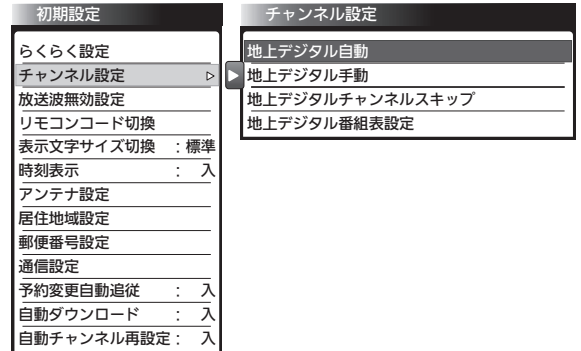 初期設定
らくらく設定
チャンネル設定
放送波無効設定
リモコンコード切換
表示文字サイズ切換 : 標準
時刻表示 : 入
アンテナ設定
居住地域設定
郵便番号設定
通信設定
予約変更自動追従 : 入
自動ダウンロード : 入
自動チャンネル再設定 : 入
チャンネル設定
地上デジタル自動
地上デジタル手動
地上デジタルチャンネルスキップ
地上デジタル番組表設定